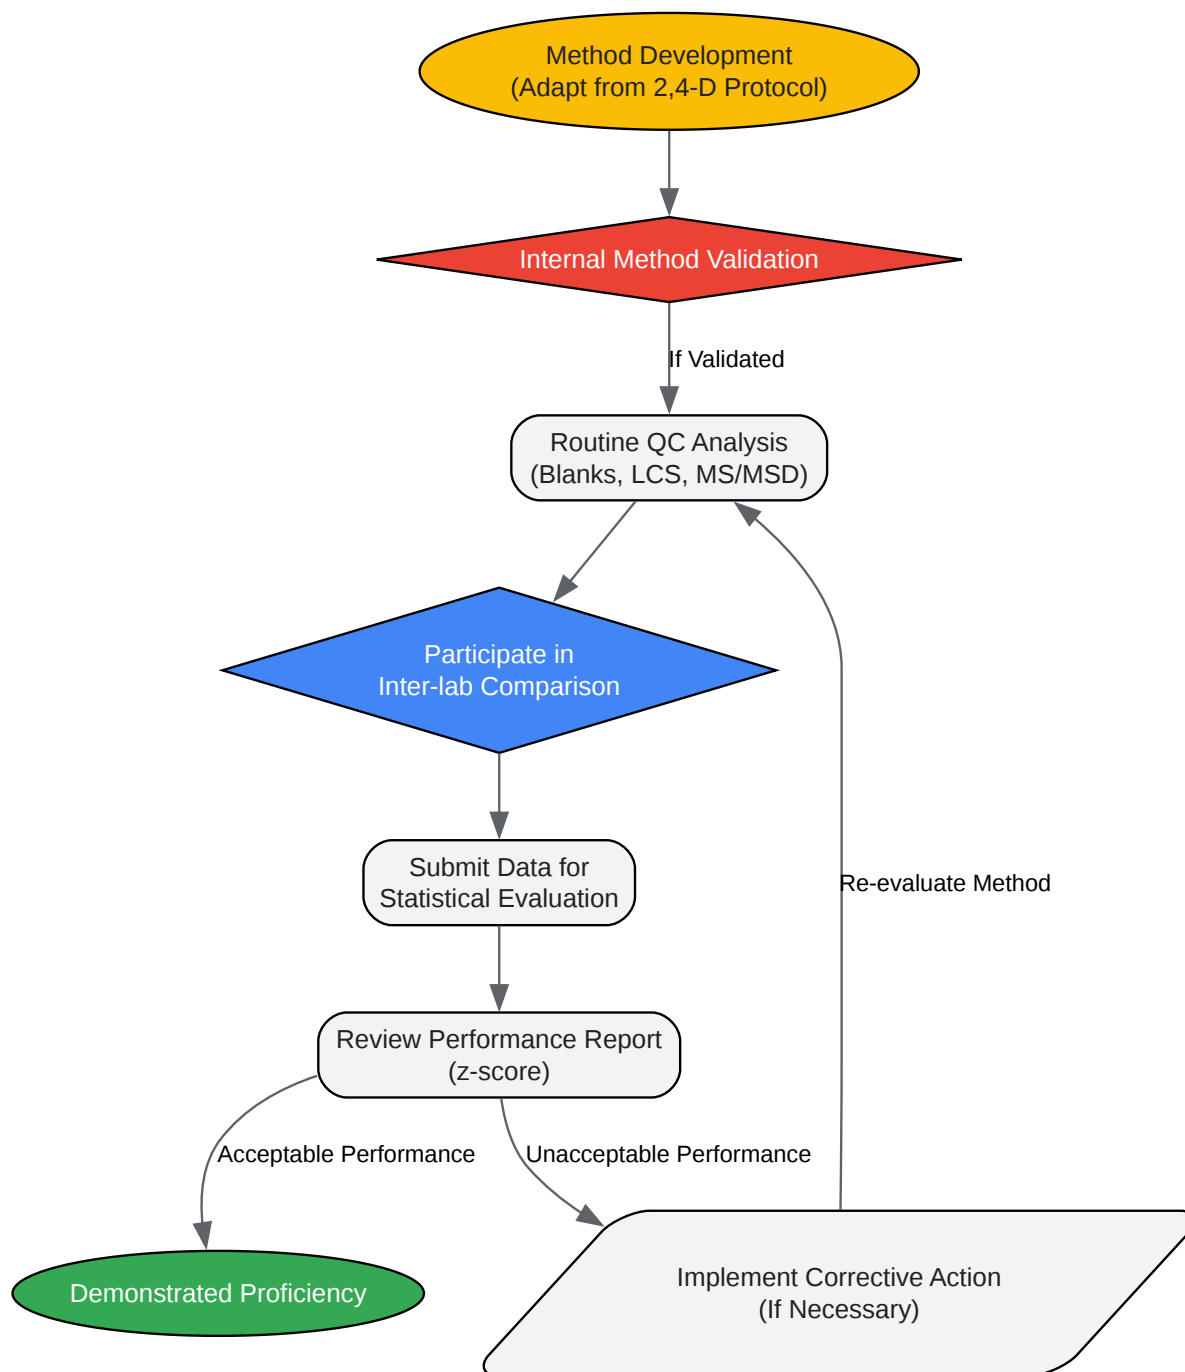 Method Development
(Adapt from 2,4-D Protocol)
Internal Method Validation
If Validated
Routine QC Analysis
(Blanks, LCS, MS/MSD)
Participate in
Inter-lab Comparison
Submit Data for
Statistical Evaluation
Re-evaluate Method
Review Performance Report
(z-score)
Acceptable Performance
Unacceptable Performance
Demonstrated Proficiency
Implement Corrective Action
(If Necessary)